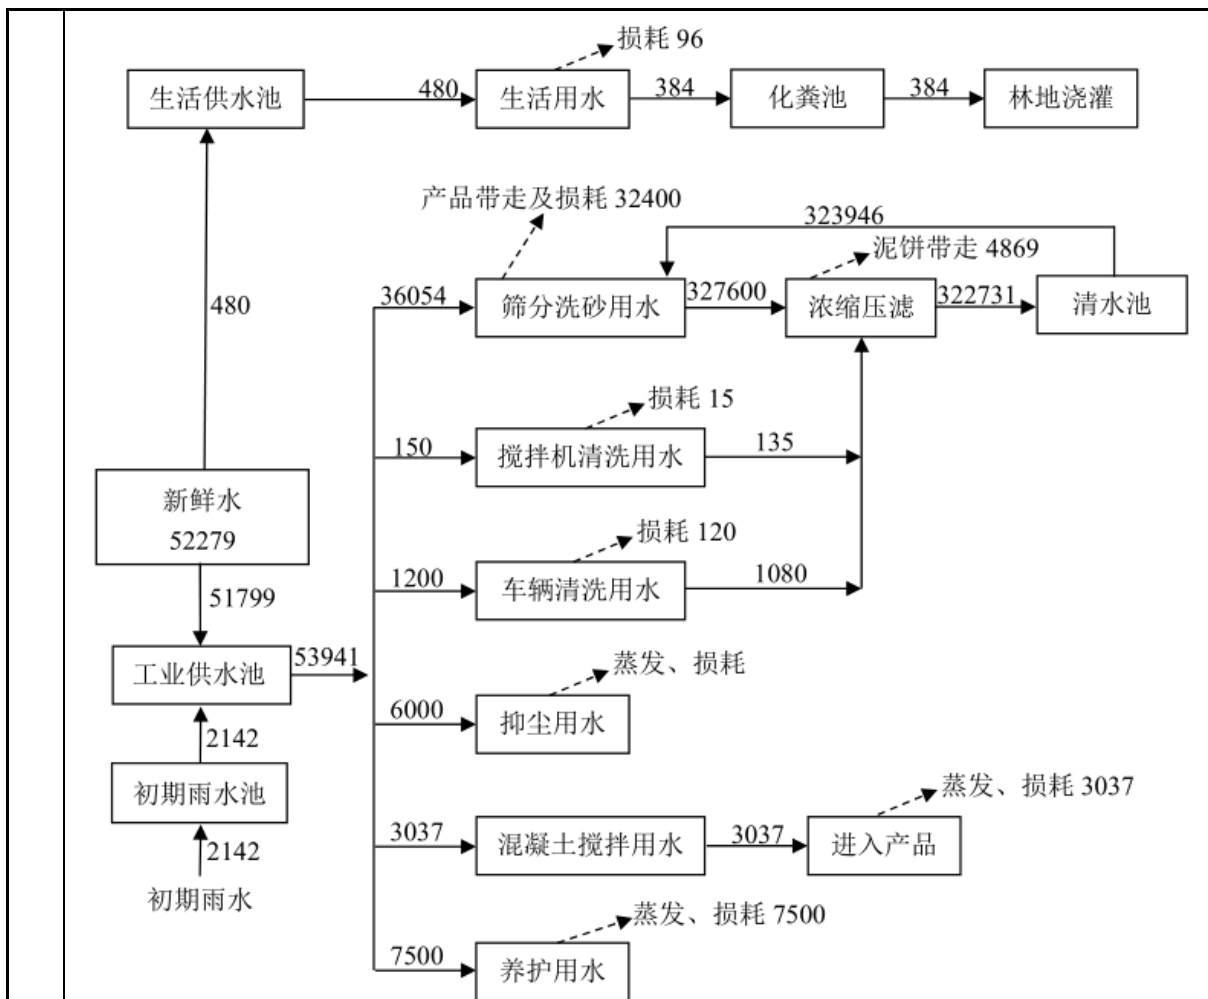 损耗 96
生活供水池
480
生活用水
384
化粪池
384
林地浇灌
产品带走及损耗 32400
323946
泥饼带走 4869
480
36054
筛分洗砂用水
327600
浓缩压滤
322731
清水池
损耗 15
150
搅拌机清洗用水
135
新鲜水
52279
损耗 120
1200
车辆清洗用水
1080
51799
工业供水池
53941
蒸发、损耗
6000
抑尘用水
2142
初期雨水池
蒸发、损耗 3037
3037
混凝土搅拌用水
3037
进入产品
2142
初期雨水
蒸发、损耗 7500
7500
养护用水